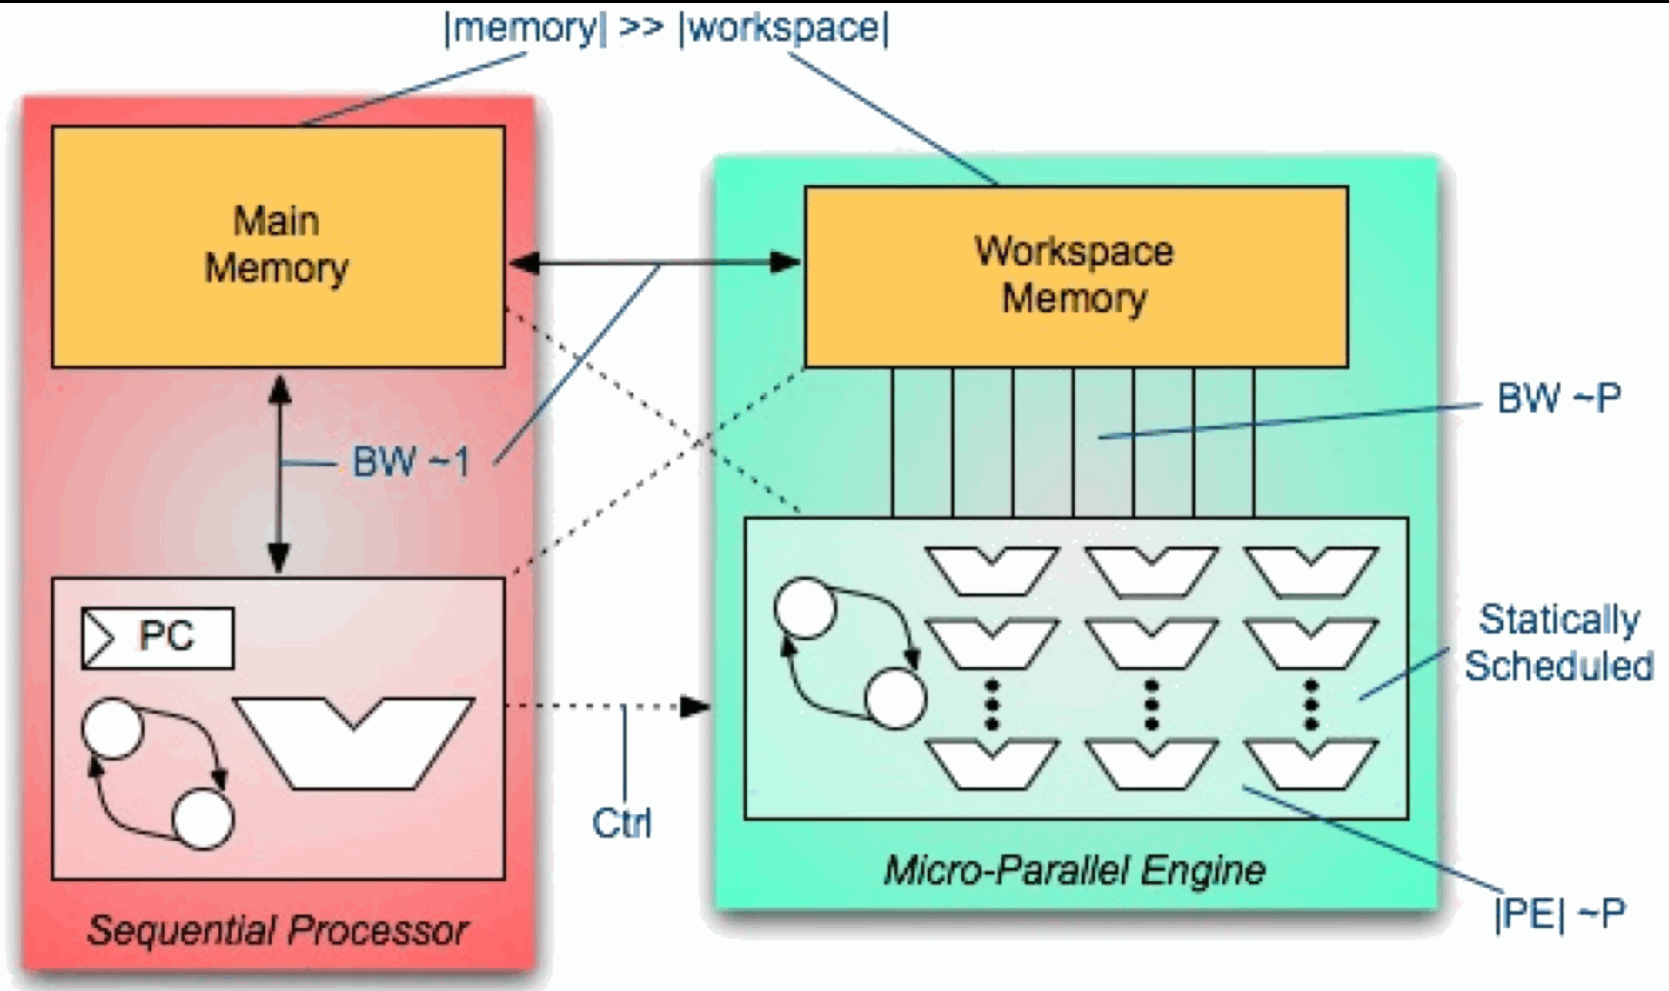 |memory| >> |workspace|
Main
Memory
Workspace
Memory
BW ~P
BW ~1
PC
Statically
Scheduled
Ctrl
Micro-Parallel Engine
|PE| ~P
Sequential Processor